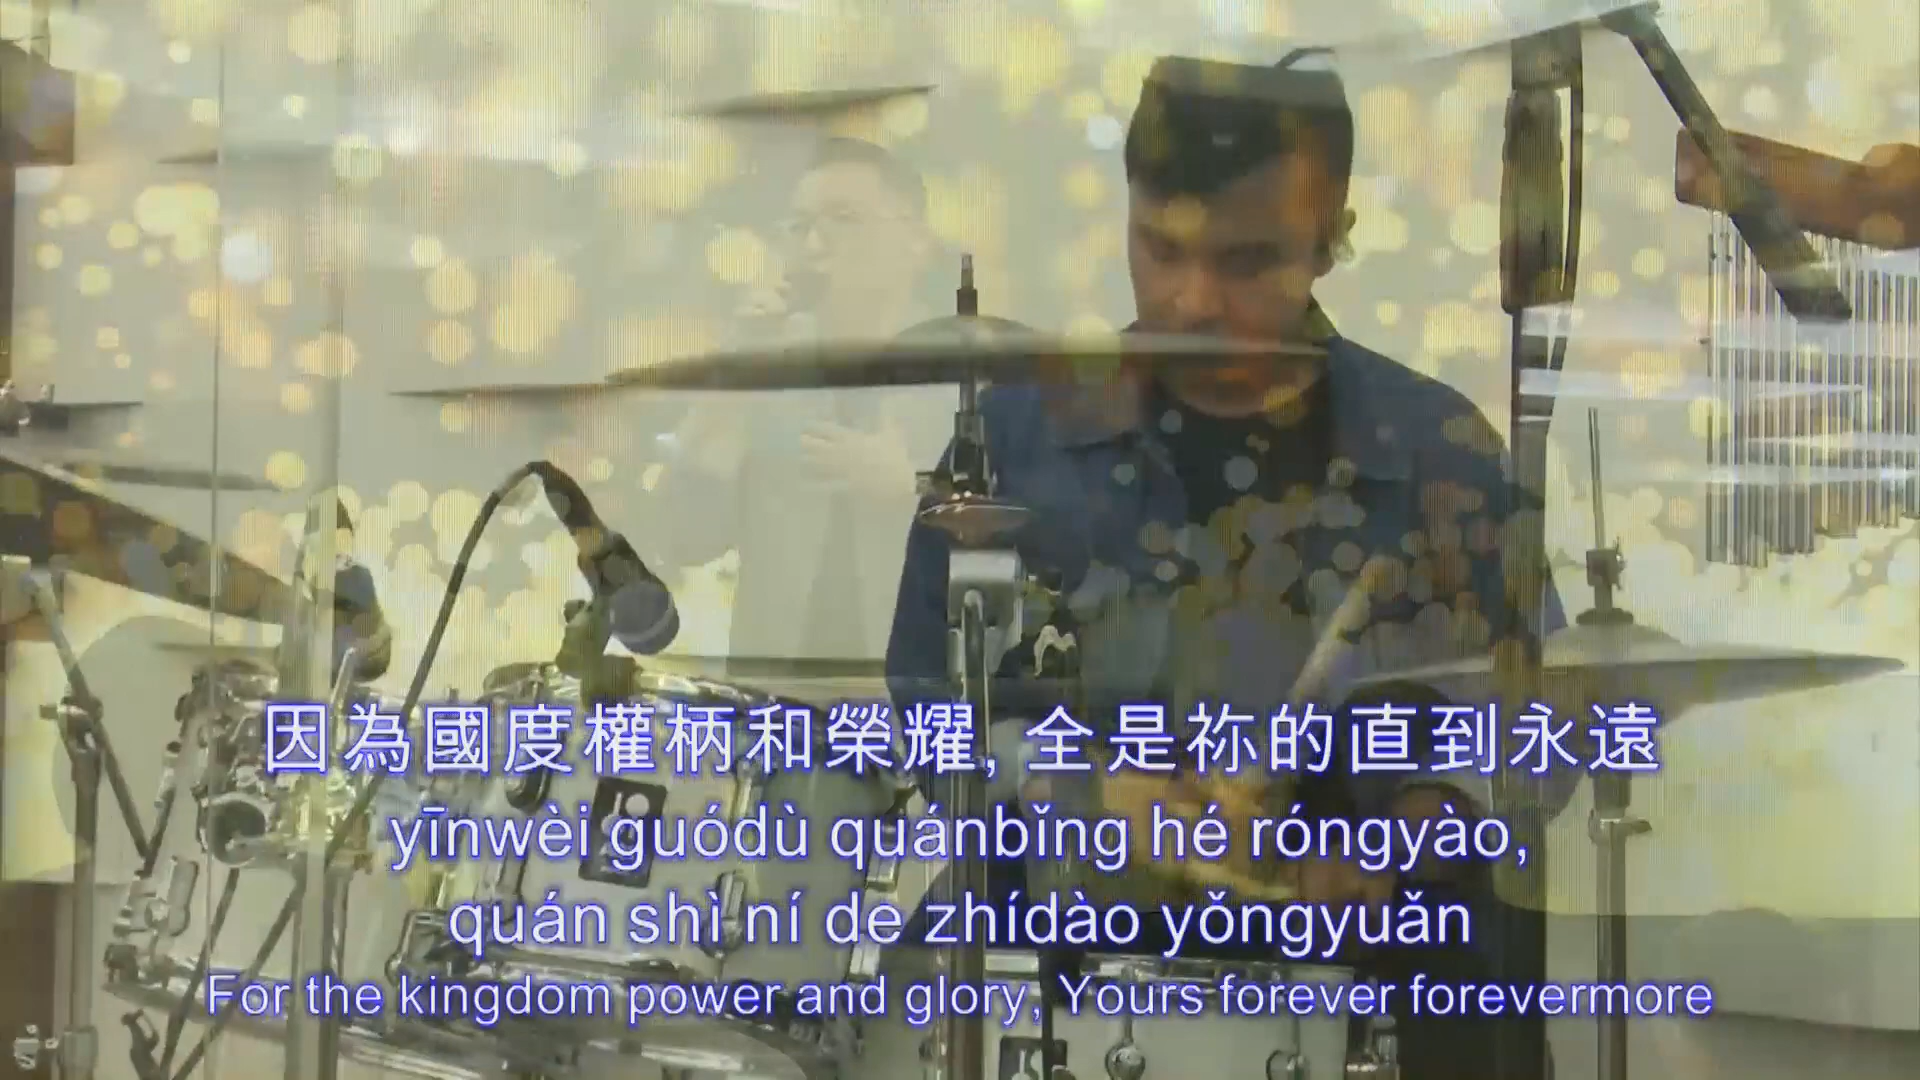 因為國度權柄和榮耀, 全是祢的直到永遠
yīnwèi guódù quánbǐng hé róngyào,
quán shì ní de zhídào yǒngyuǎn
For the kingdom power and glory, Yours forever forevermore